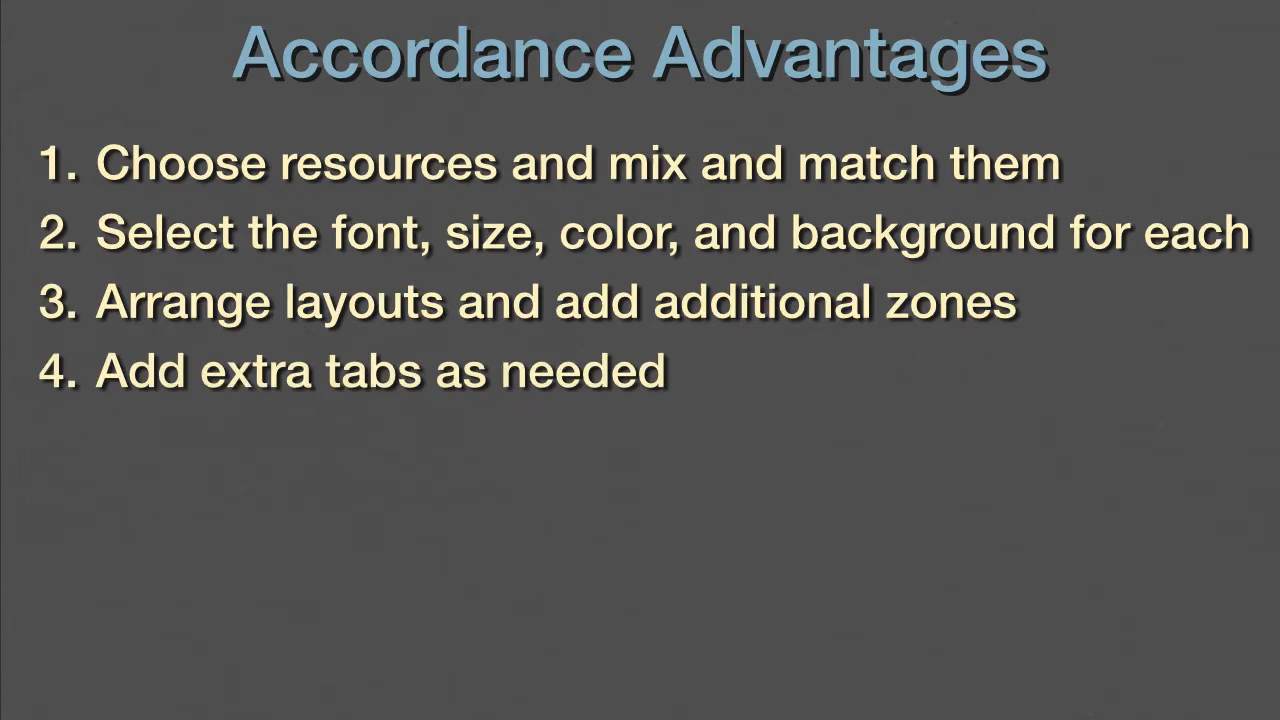 Accordance Advantages
1. Choose resources and mix and match them
2. Select the font, size, color, and background for each
3. Arrange layouts and add additional zones
4. Add extra tabs as needed